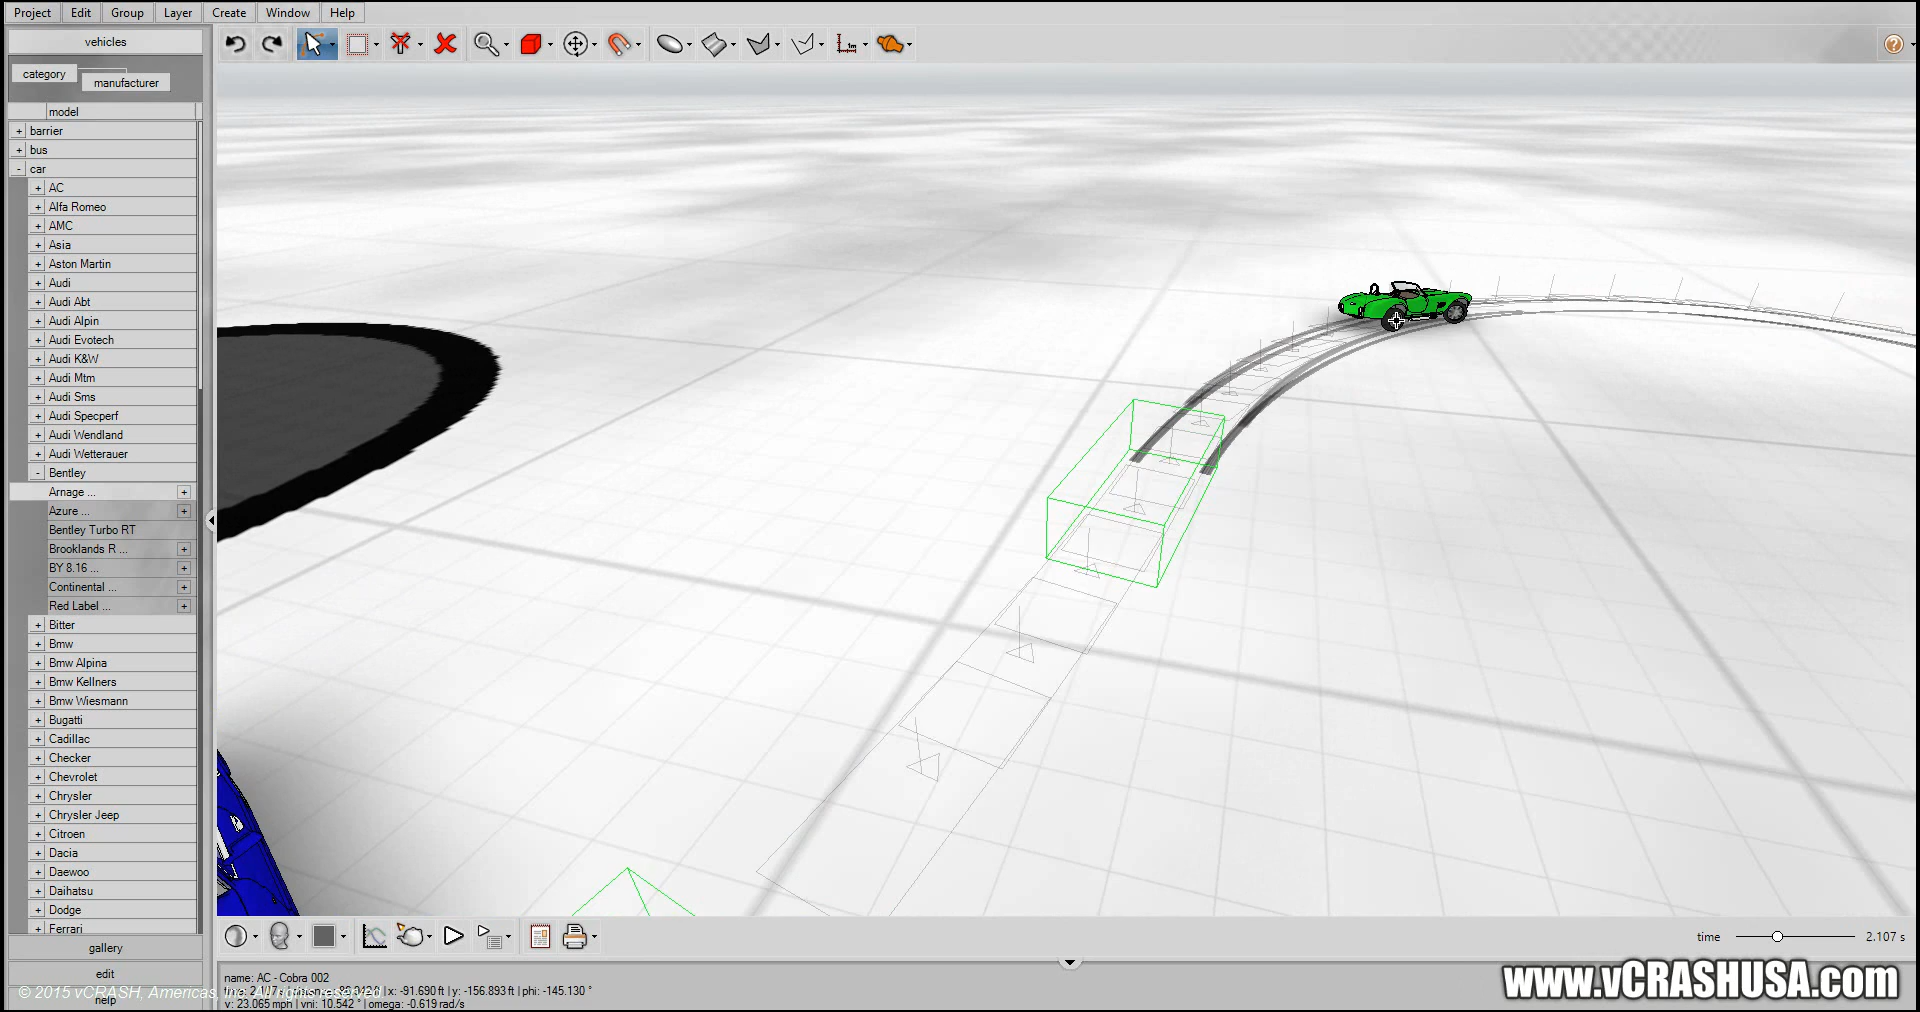 Project Edit Group Layer Create Window Help
vehicles
category
manufacturer
model
+ barrier
+ bus
- car
+ AC
+ Alfa Romeo
+ AMC
+ Asia
+ Aston Martin
+ Audi
+ Audi Abt
+ Audi Alpin
+ Audi Evotech
+ Audi K&W
+ Audi Mtm
+ Audi Sms
+ Audi Specperf
+ Audi Wendland
+ Audi Wetterauer
- Bentley
Arnage ... +
Azure ... +
Bentley Turbo RT
Brooklands R ... +
BY 8.16 ... +
Continental ... +
Red Label ... +
+ Bitter
+ Bmw
+ Bmw Alpina
+ Bmw Kellners
+ Bmw Wiesmann
+ Bugatti
+ Cadillac
+ Checker
+ Chevrolet
+ Chrysler
+ Chrysler Jeep
+ Citroen
+ Dacia
+ Daewoo
+ Daihatsu
+ Dodge
+ Ferrari
gallery
edit
help
time 2.107 s
name: AC - Cobra 002
x: -91.690 ft | y: -156.893 ft | phi: -145.130 °
v: 23.065 mph | vni: 10.542 ° | omega: -0.619 rad/s
© 2015 vCRASH, Americas, Inc. All rights reserved
www.vCRASHUSA.com